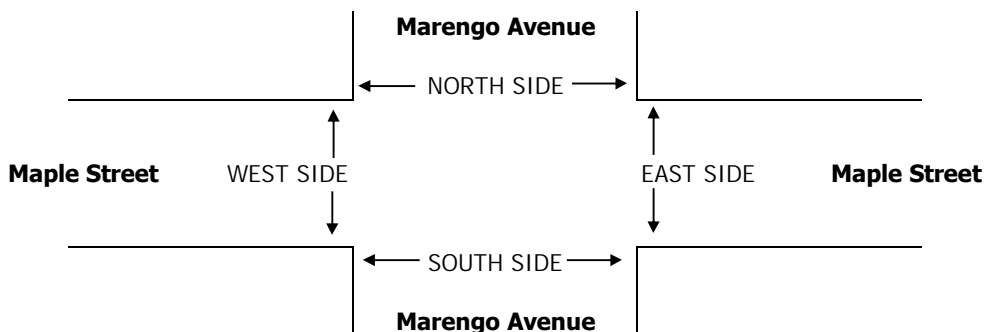 Marengo Avenue
NORTH SIDE
Maple Street WEST SIDE EAST SIDE Maple Street
SOUTH SIDE
Marengo Avenue